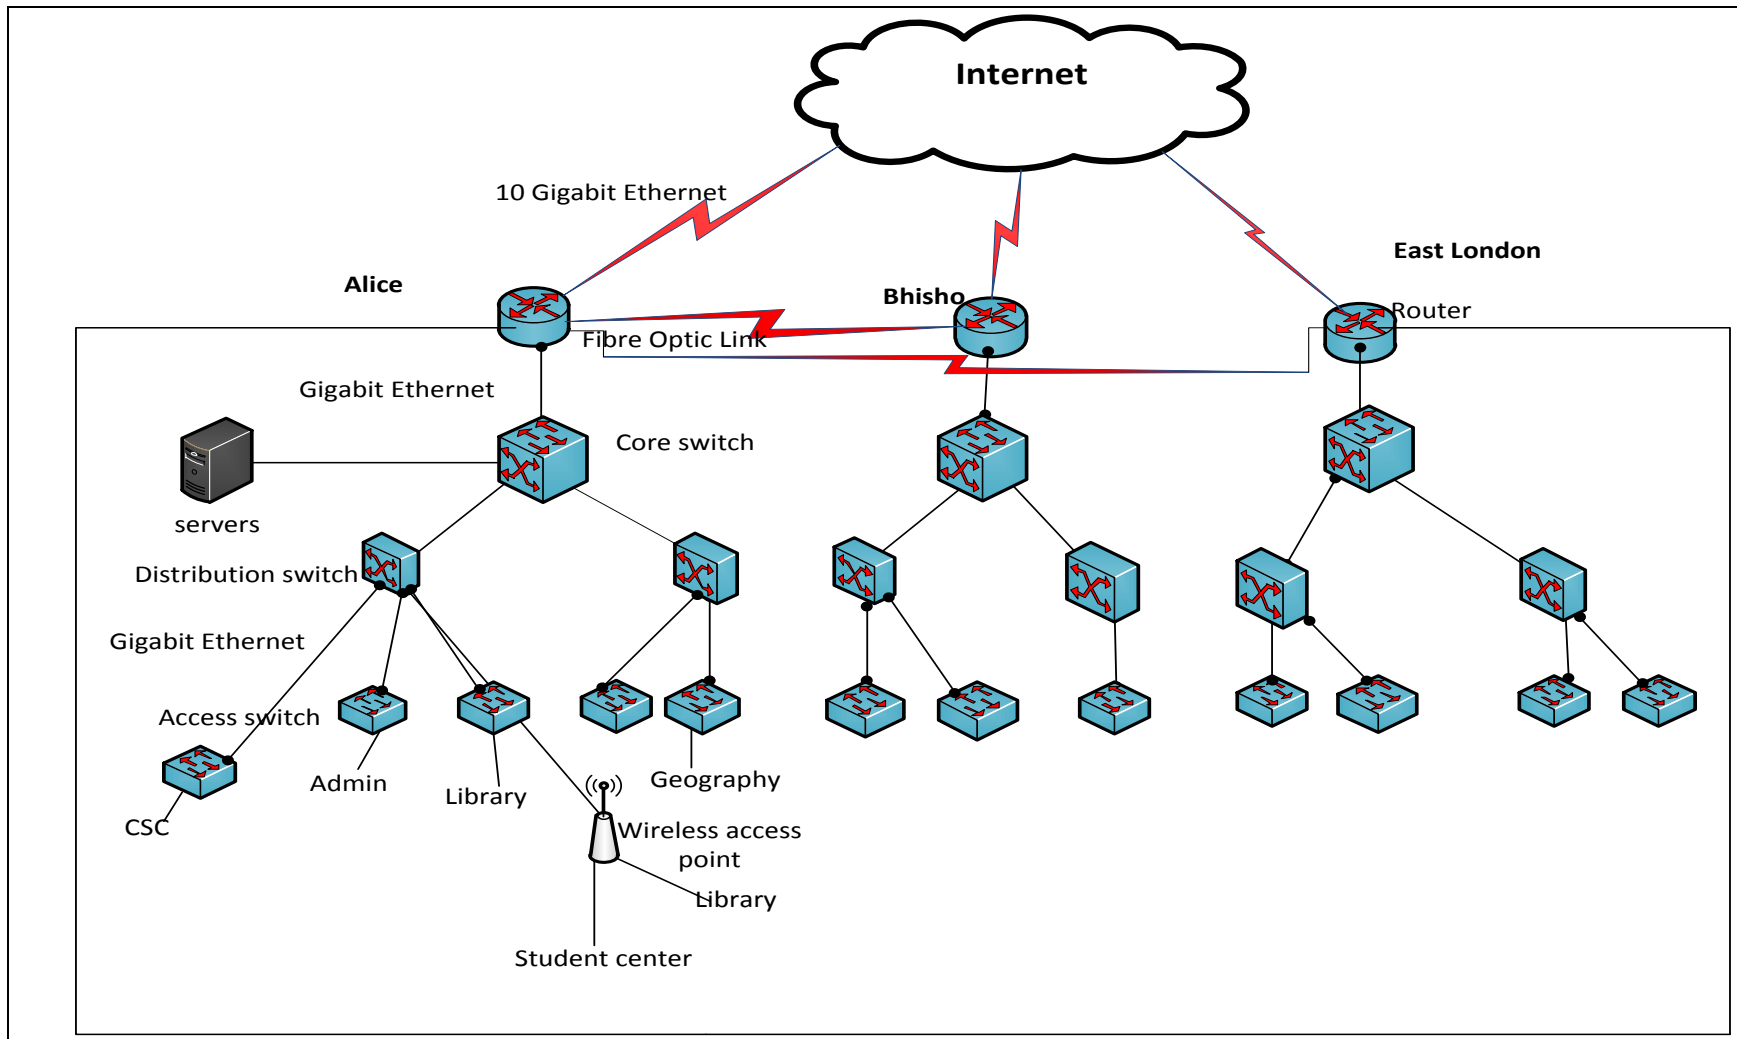 Internet
10 Gigabit Ethernet
East London
Alice
Bhisho
Router
Fibre Optic Link
Gigabit Ethernet
Core switch
servers
Distribution switch
Gigabit Ethernet
Access switch
Admin
Library
Geography
CSC
Wireless access
point
Library
Student center